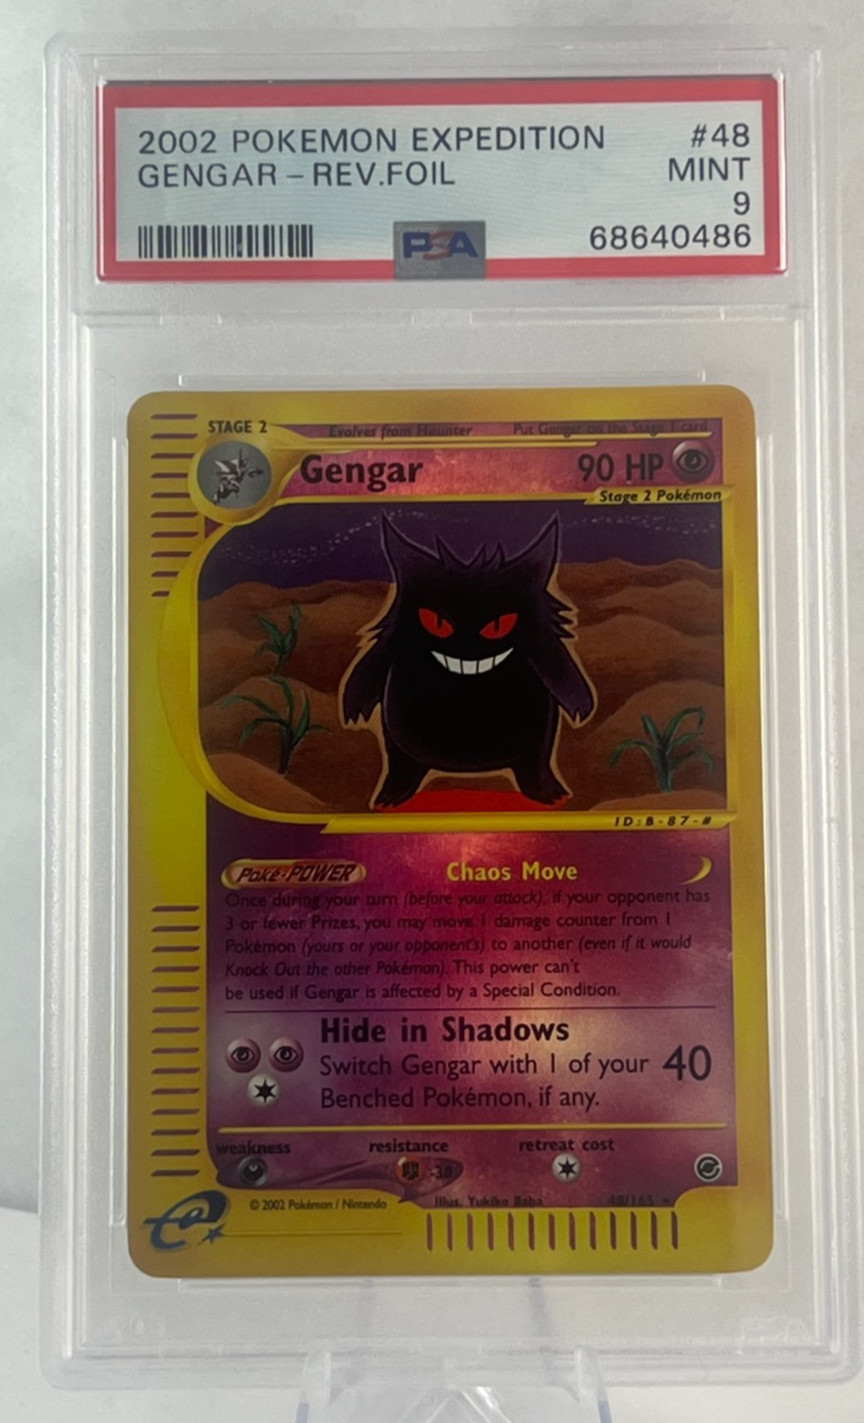 2002 POKEMON EXPEDITION #48
GENGAR – REV.FOIL MINT
9
PSA 68640486
STAGE 2 Evolves from Haunter Put Gengar on the Stage 1 card
Gengar 90 HP
Stage 2 Pokémon
ID:B-87-#
Poké-POWER Chaos Move
Once during your turn (before your attack), if your opponent has
3 or fewer Prizes, you may move 1 damage counter from 1
Pokémon (yours or your opponent's) to another (even if it would
Knock Out the other Pokémon). This power can't
be used if Gengar is affected by a Special Condition.
Hide in Shadows
Switch Gengar with 1 of your 40
Benched Pokémon, if any.
weakness resistance retreat cost
-30
© 2002 Pokémon / Nintendo Illus. Yukiko Baba 48/165 ★
e